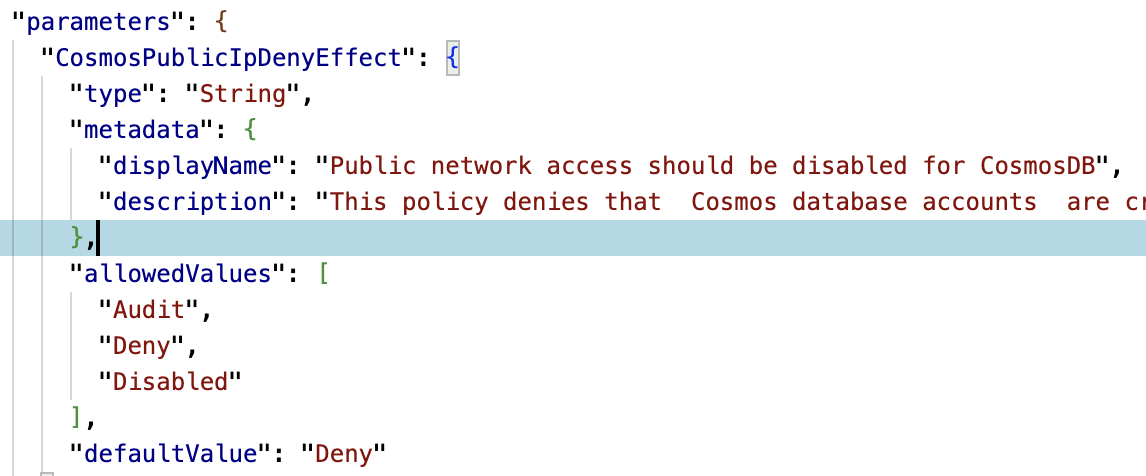 "parameters": {
"CosmosPublicIpDenyEffect": {
"type": "String",
"metadata": {
"displayName": "Public network access should be disabled for CosmosDB",
"description": "This policy denies that  Cosmos database accounts  are
},
"allowedValues": [
"Audit",
"Deny",
"Disabled"
],
"defaultValue": "Deny"